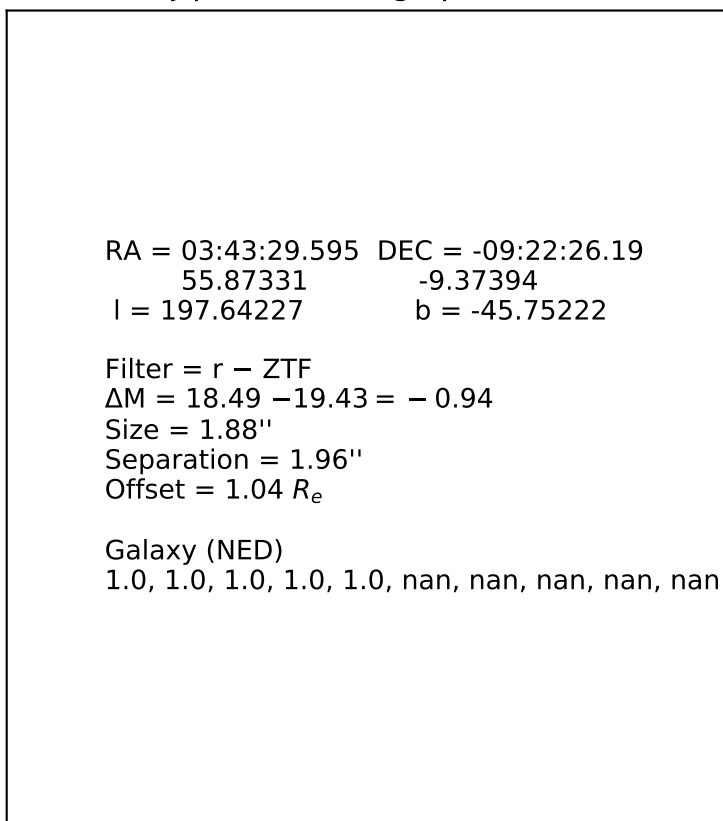 RA = 03:43:29.595  DEC = -09:22:26.19
55.87331  -9.37394
l = 197.64227  b = -45.75222
Filter = r − ZTF
ΔM = 18.49 −19.43 = − 0.94
Size = 1.88''
Separation = 1.96''
Offset = 1.04 Re
Galaxy (NED)
1.0, 1.0, 1.0, 1.0, 1.0, nan, nan, nan, nan, nan